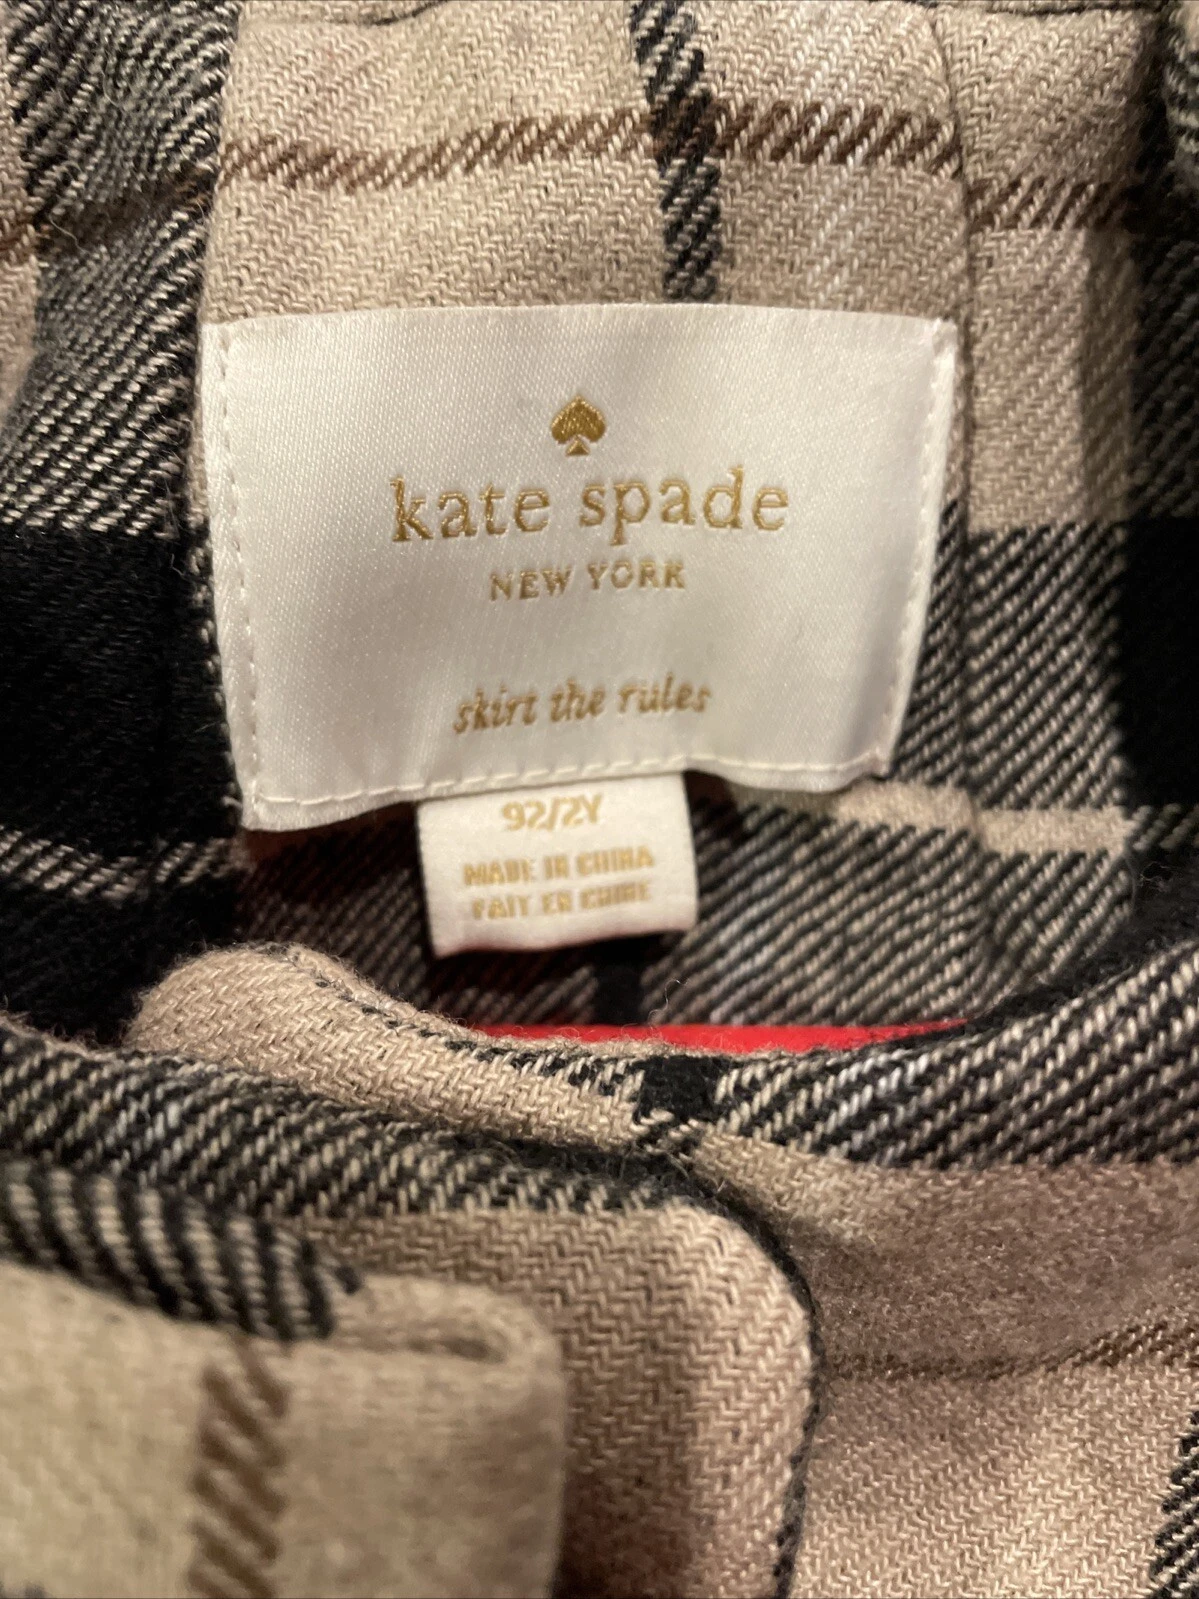 kate spade
NEW YORK
skirt the rules
92/2Y
MADE IN CHINA
FAIT EN CHINE